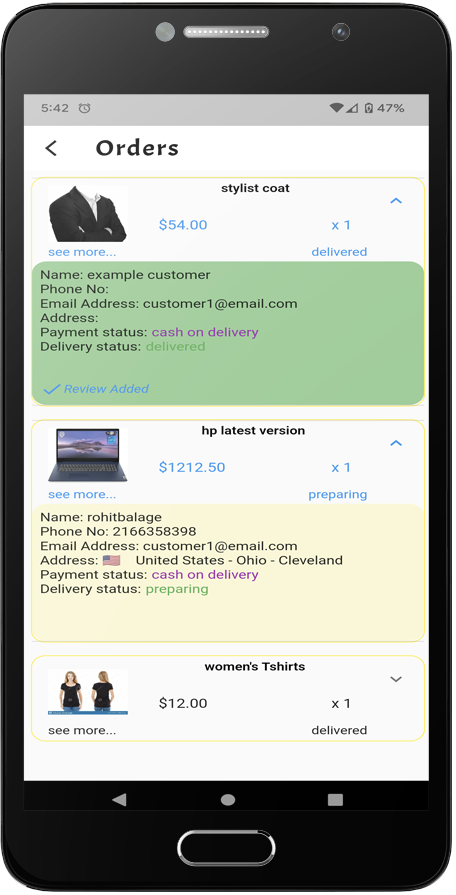 5:42
47%
Orders
stylist coat
$54.00
x 1
see more...
delivered
Name: example customer
Phone No:
Email Address: customer1@email.com
Address:
Payment status: cash on delivery
Delivery status: delivered
Review Added
hp latest version
$1212.50
x 1
see more...
preparing
Name: rohitbalage
Phone No: 2166358398
Email Address: customer1@email.com
Address: 🇺🇸 United States - Ohio - Cleveland
Payment status: cash on delivery
Delivery status: preparing
women's Tshirts
$12.00
x 1
see more...
delivered